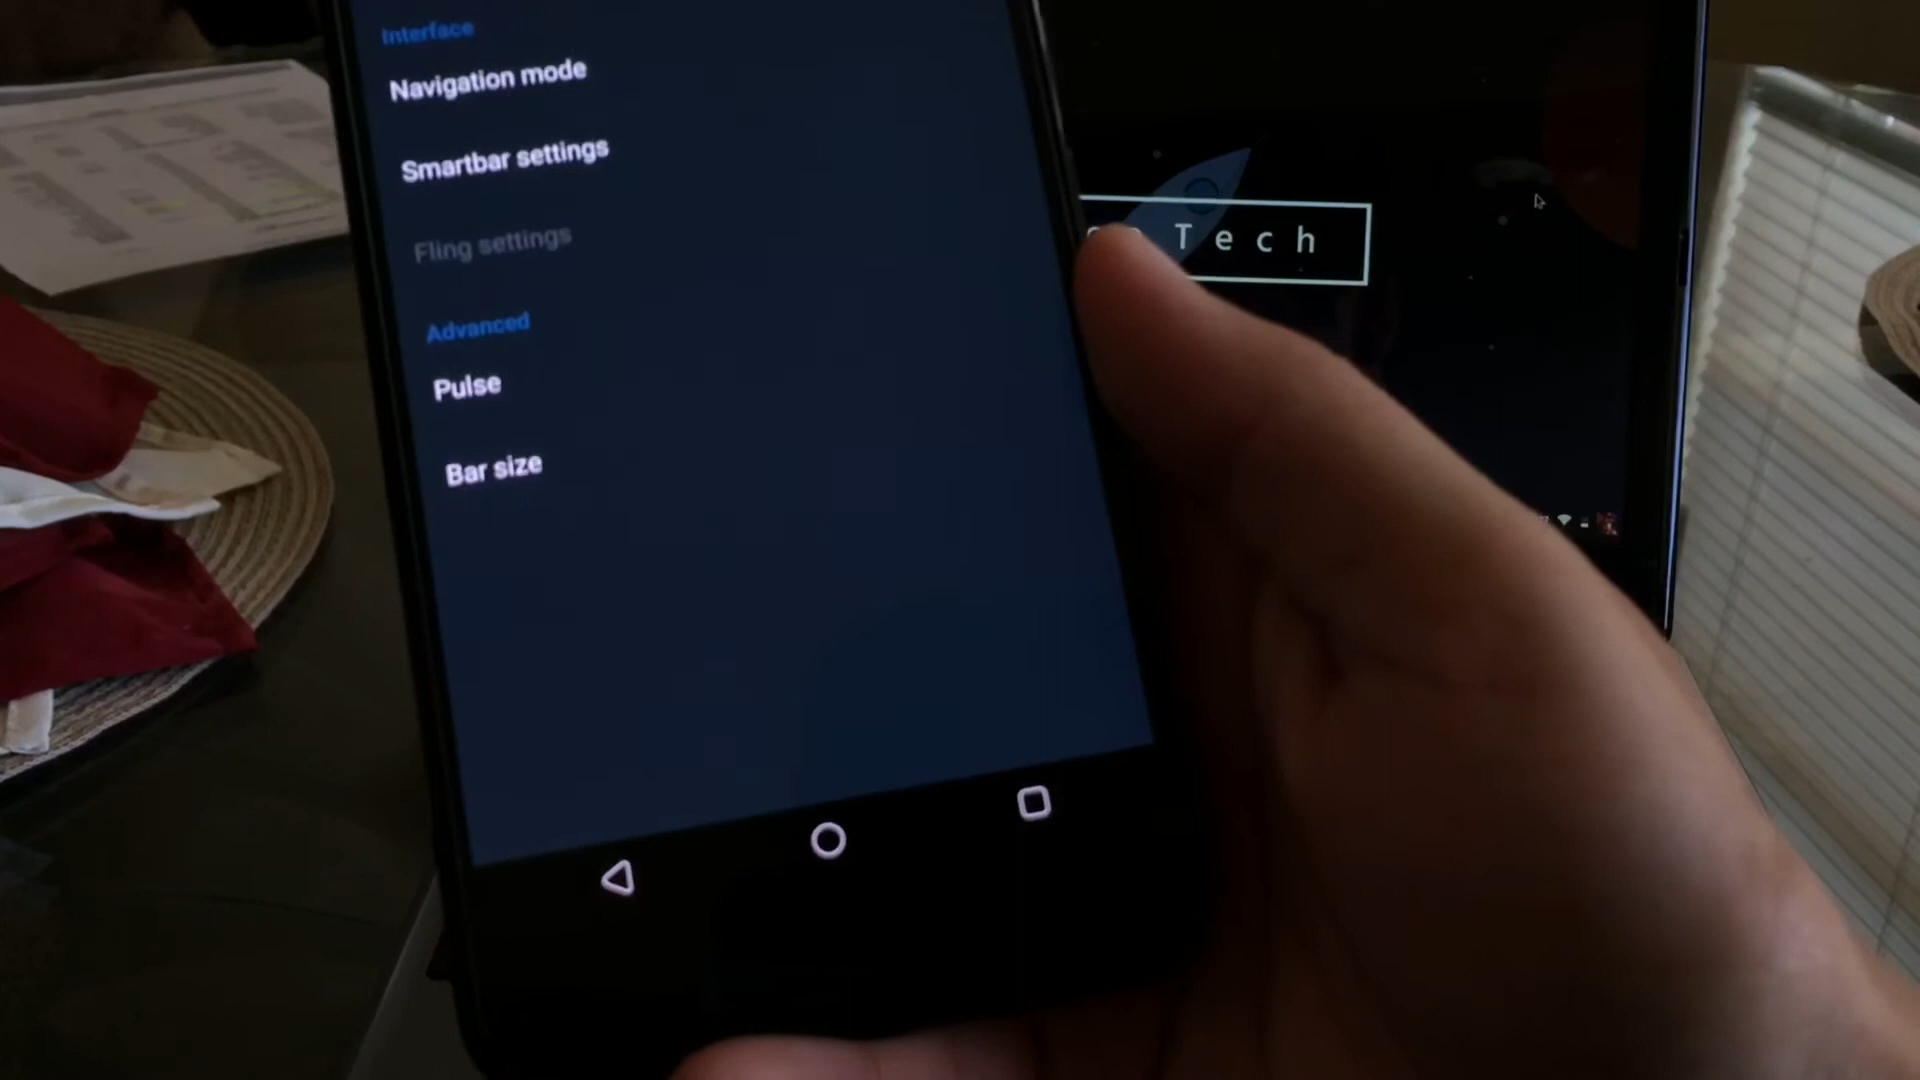 Interface
Navigation mode
Smartbar settings
Fling settings
Advanced
Pulse
Bar size
Tech